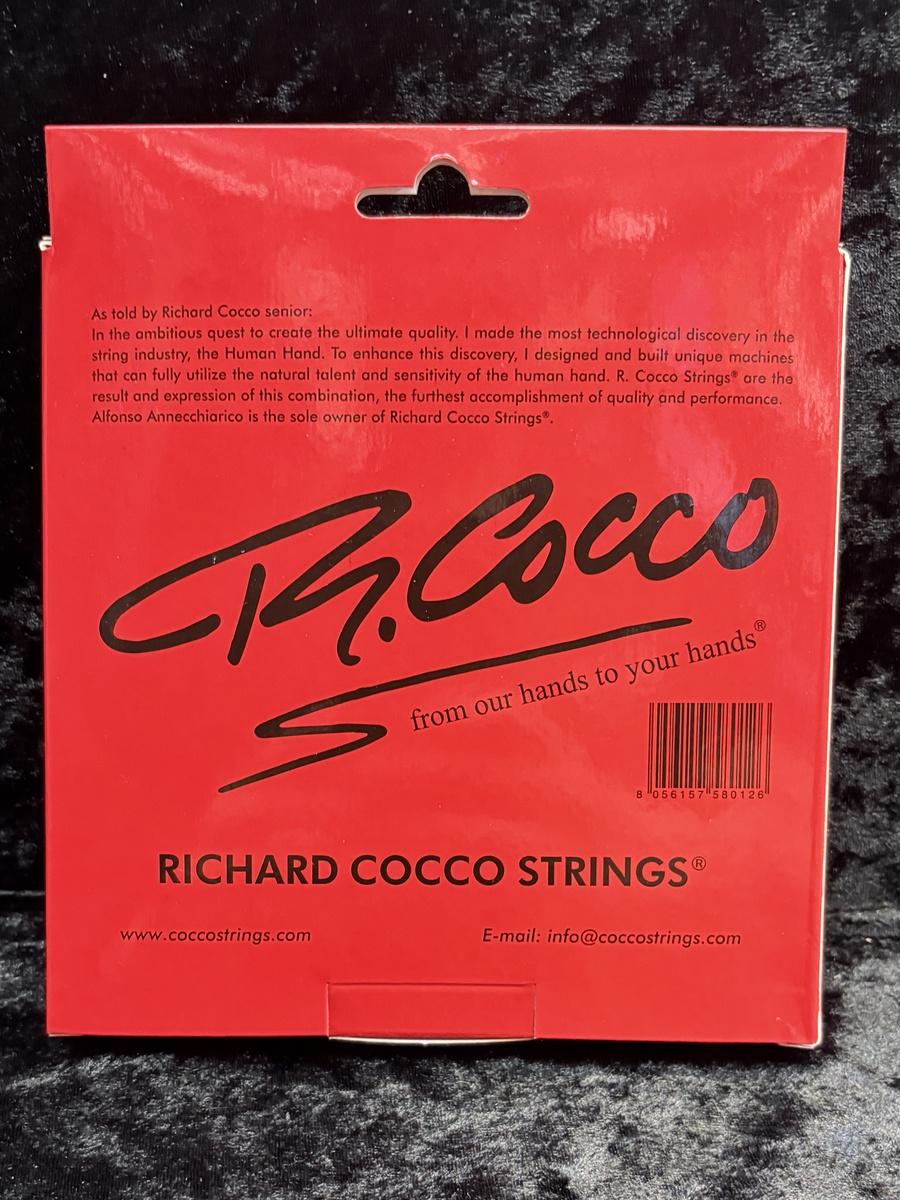 As told by Richard Cocco senior:
In the ambitious quest to create the ultimate quality. I made the most technological discovery in the
string industry, the Human Hand. To enhance this discovery, I designed and built unique machines
that can fully utilize the natural talent and sensitivity of the human hand. R. Cocco Strings® are the
result and expression of this combination, the furthest accomplishment of quality and performance.
Alfonso Annecchiarico is the sole owner of Richard Cocco Strings®.
R. Cocco
from our hands to your hands®
8 056157 580126
RICHARD COCCO STRINGS®
www.coccostrings.com
E-mail: info@coccostrings.com